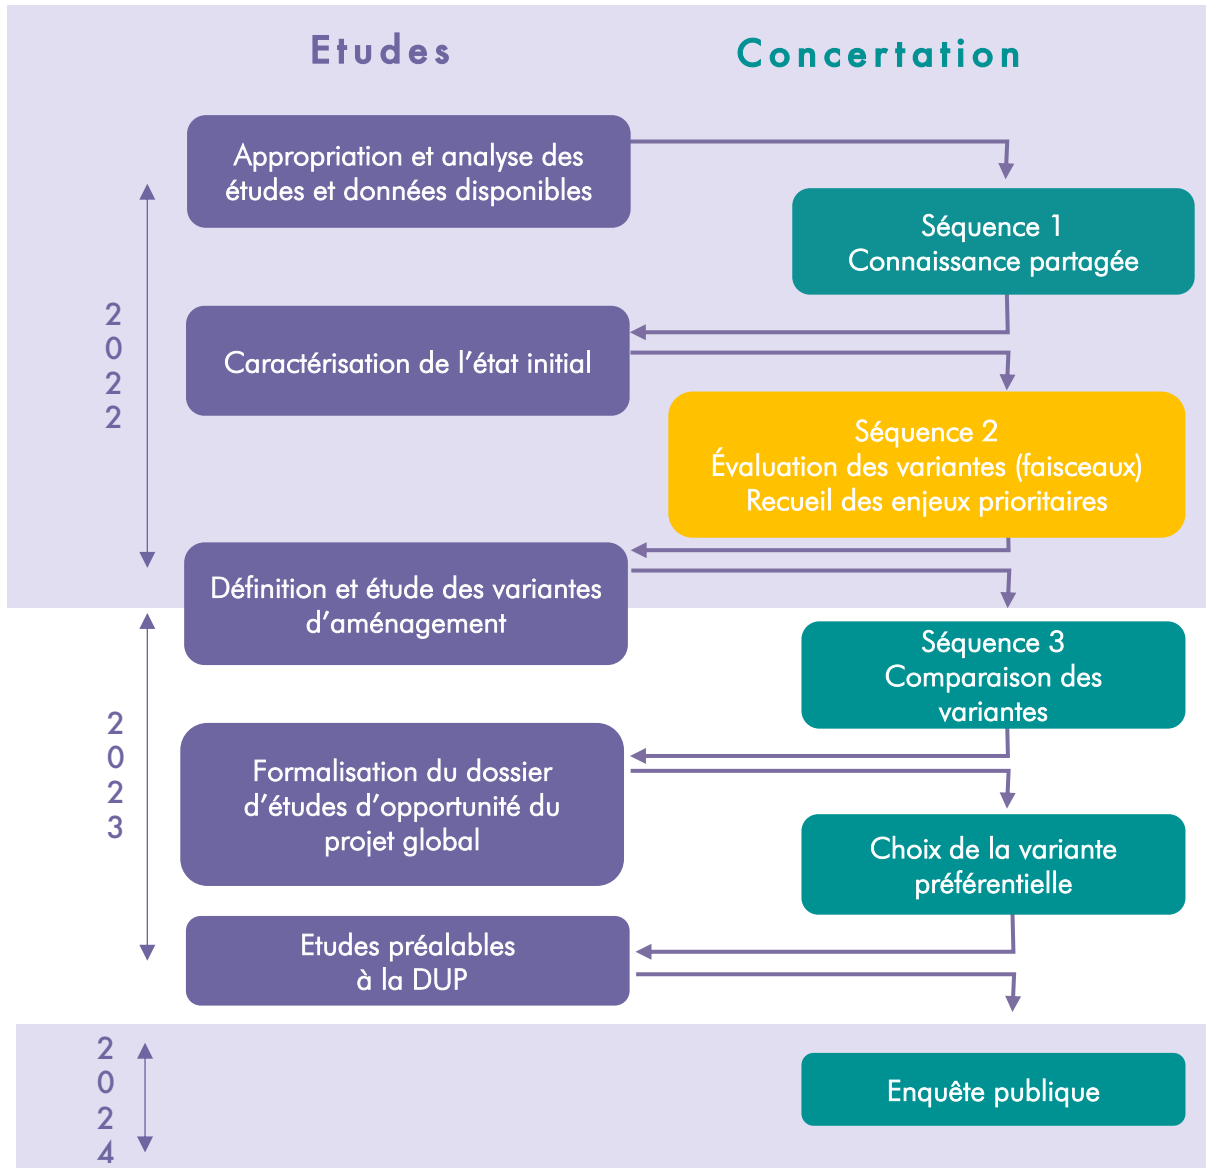 Etudes
Concertation
Appropriation et analyse des
études et données disponibles
Séquence 1
Connaissance partagée
2
0
2
2
Caractérisation de l’état initial
Séquence 2
Évaluation des variantes (faisceaux)
Recueil des enjeux prioritaires
Définition et étude des variantes
d’aménagement
Séquence 3
Comparaison des
variantes
2
0
2
3
Formalisation du dossier
d’études d’opportunité du
projet global
Choix de la variante
préférentielle
Etudes préalables
à la DUP
2
0
2
4
Enquête publique